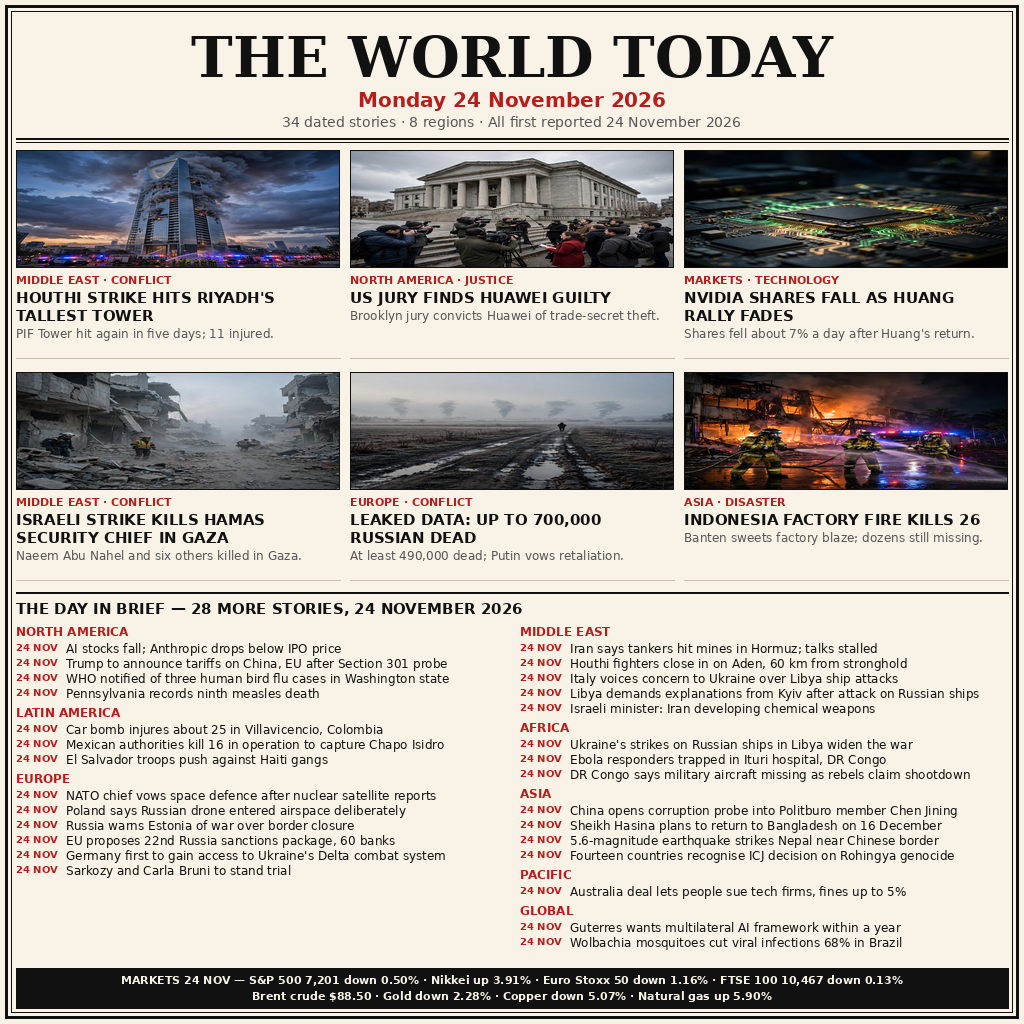 THE WORLD TODAY
Monday 24 November 2026
34 dated stories · 8 regions · All first reported 24 November 2026
MIDDLE EAST · CONFLICT
HOUTHI STRIKE HITS RIYADH'S
TALLEST TOWER
PIF Tower hit again in five days; 11 injured.
NORTH AMERICA · JUSTICE
US JURY FINDS HUAWEI GUILTY
Brooklyn jury convicts Huawei of trade-secret theft.
MARKETS · TECHNOLOGY
NVIDIA SHARES FALL AS HUANG
RALLY FADES
Shares fell about 7% a day after Huang's return.
MIDDLE EAST · CONFLICT
ISRAELI STRIKE KILLS HAMAS
SECURITY CHIEF IN GAZA
Naeem Abu Nahel and six others killed in Gaza.
EUROPE · CONFLICT
LEAKED DATA: UP TO 700,000
RUSSIAN DEAD
At least 490,000 dead; Putin vows retaliation.
ASIA · DISASTER
INDONESIA FACTORY FIRE KILLS 26
Banten sweets factory blaze; dozens still missing.
THE DAY IN BRIEF — 28 MORE STORIES, 24 NOVEMBER 2026
NORTH AMERICA
24 NOV AI stocks fall; Anthropic drops below IPO price
24 NOV Trump to announce tariffs on China, EU after Section 301 probe
24 NOV WHO notified of three human bird flu cases in Washington state
24 NOV Pennsylvania records ninth measles death
LATIN AMERICA
24 NOV Car bomb injures about 25 in Villavicencio, Colombia
24 NOV Mexican authorities kill 16 in operation to capture Chapo Isidro
24 NOV El Salvador troops push against Haiti gangs
EUROPE
24 NOV NATO chief vows space defence after nuclear satellite reports
24 NOV Poland says Russian drone entered airspace deliberately
24 NOV Russia warns Estonia of war over border closure
24 NOV EU proposes 22nd Russia sanctions package, 60 banks
24 NOV Germany first to gain access to Ukraine's Delta combat system
24 NOV Sarkozy and Carla Bruni to stand trial
MIDDLE EAST
24 NOV Iran says tankers hit mines in Hormuz; talks stalled
24 NOV Houthi fighters close in on Aden, 60 km from stronghold
24 NOV Italy voices concern to Ukraine over Libya ship attacks
24 NOV Libya demands explanations from Kyiv after attack on Russian ships
24 NOV Israeli minister: Iran developing chemical weapons
AFRICA
24 NOV Ukraine's strikes on Russian ships in Libya widen the war
24 NOV Ebola responders trapped in Ituri hospital, DR Congo
24 NOV DR Congo says military aircraft missing as rebels claim shootdown
ASIA
24 NOV China opens corruption probe into Politburo member Chen Jining
24 NOV Sheikh Hasina plans to return to Bangladesh on 16 December
24 NOV 5.6-magnitude earthquake strikes Nepal near Chinese border
24 NOV Fourteen countries recognise ICJ decision on Rohingya genocide
PACIFIC
24 NOV Australia deal lets people sue tech firms, fines up to 5%
GLOBAL
24 NOV Guterres wants multilateral AI framework within a year
24 NOV Wolbachia mosquitoes cut viral infections 68% in Brazil
MARKETS 24 NOV — S&P 500 7,201 down 0.50% · Nikkei up 3.91% · Euro Stoxx 50 down 1.16% · FTSE 100 10,467 down 0.13%
Brent crude $88.50 · Gold down 2.28% · Copper down 5.07% · Natural gas up 5.90%